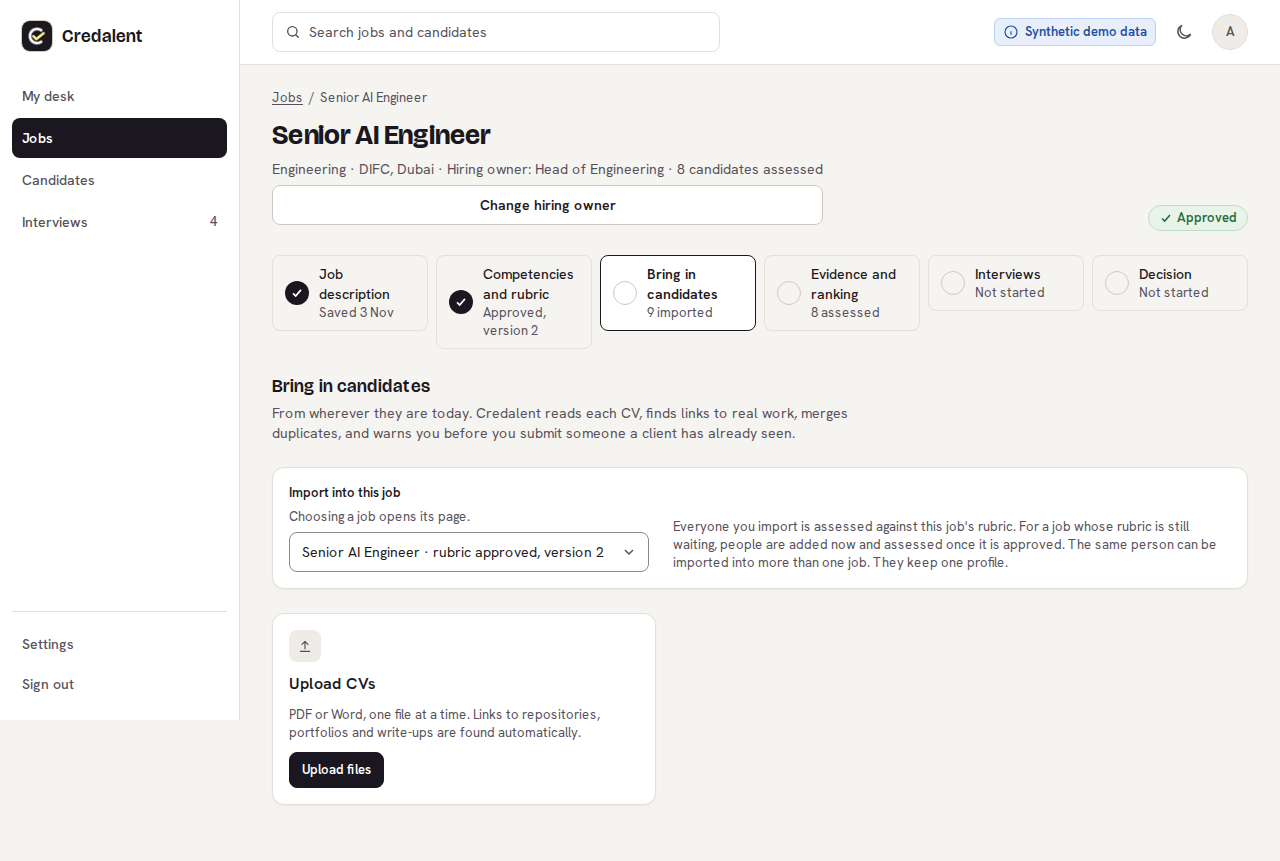 Credalent
Search jobs and candidates
Synthetic demo data
A
My desk
Jobs
Candidates
Interviews 4
Settings
Sign out
Jobs / Senior AI Engineer
Senior AI Engineer
Engineering · DIFC, Dubai · Hiring owner: Head of Engineering · 8 candidates assessed
Change hiring owner
Approved
Job
description
Saved 3 Nov
Competencies
and rubric
Approved,
version 2
Bring in
candidates
9 imported
Evidence and
ranking
8 assessed
Interviews
Not started
Decision
Not started
Bring in candidates
From wherever they are today. Credalent reads each CV, finds links to real work, merges
duplicates, and warns you before you submit someone a client has already seen.
Import into this job
Choosing a job opens its page.
Senior AI Engineer · rubric approved, version 2
Everyone you import is assessed against this job's rubric. For a job whose rubric is still
waiting, people are added now and assessed once it is approved. The same person can be
imported into more than one job. They keep one profile.
Upload CVs
PDF or Word, one file at a time. Links to repositories,
portfolios and write-ups are found automatically.
Upload files